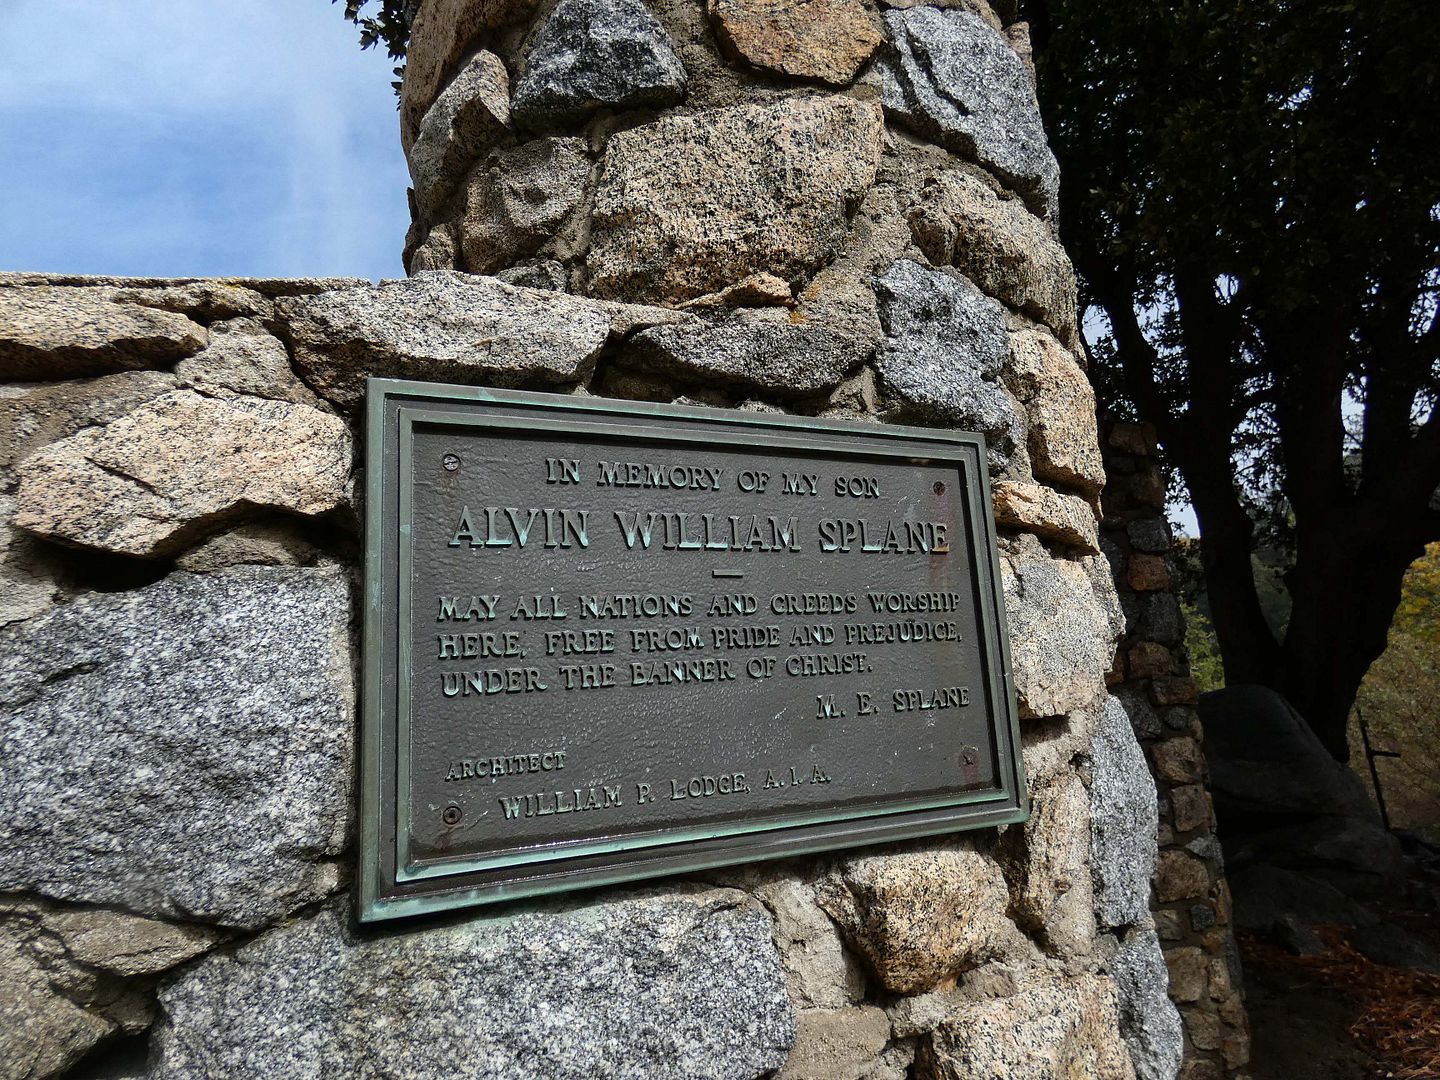 IN MEMORY OF MY SON
ALVIN WILLIAM SPLANE
—
MAY ALL NATIONS AND CREEDS WORSHIP
HERE, FREE FROM PRIDE AND PREJUDICE,
UNDER THE BANNER OF CHRIST.
M. E. SPLANE
ARCHITECT
WILLIAM P. LODGE, A. I. A.